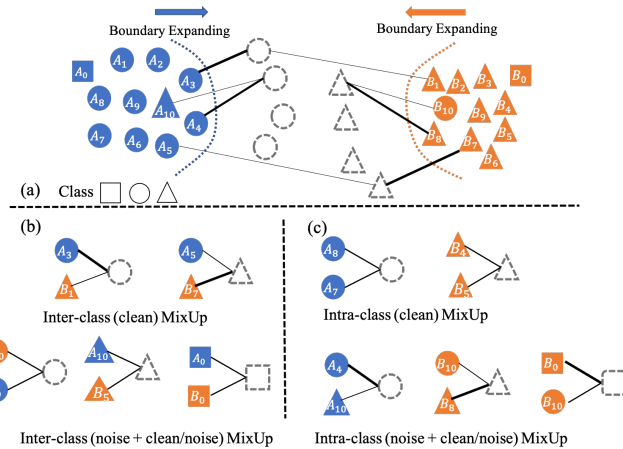 Boundary Expanding
Boundary Expanding
A0 A1 A2 A3
A8 A9 A10 A4
A7 A6 A5
B1 B2 B3 B0
B10 B9 B4
B8 B7 B5
B6
(a) Class
(b)
A3
B1
A5
B7
Inter-class (clean) MixUp
A10
B5
A0
B0
Inter-class (noise + clean/noise) MixUp
(c)
A8
A7
B4
B5
Intra-class (clean) MixUp
A4
A10
B10
B8
B0
B10
Intra-class (noise + clean/noise) MixUp